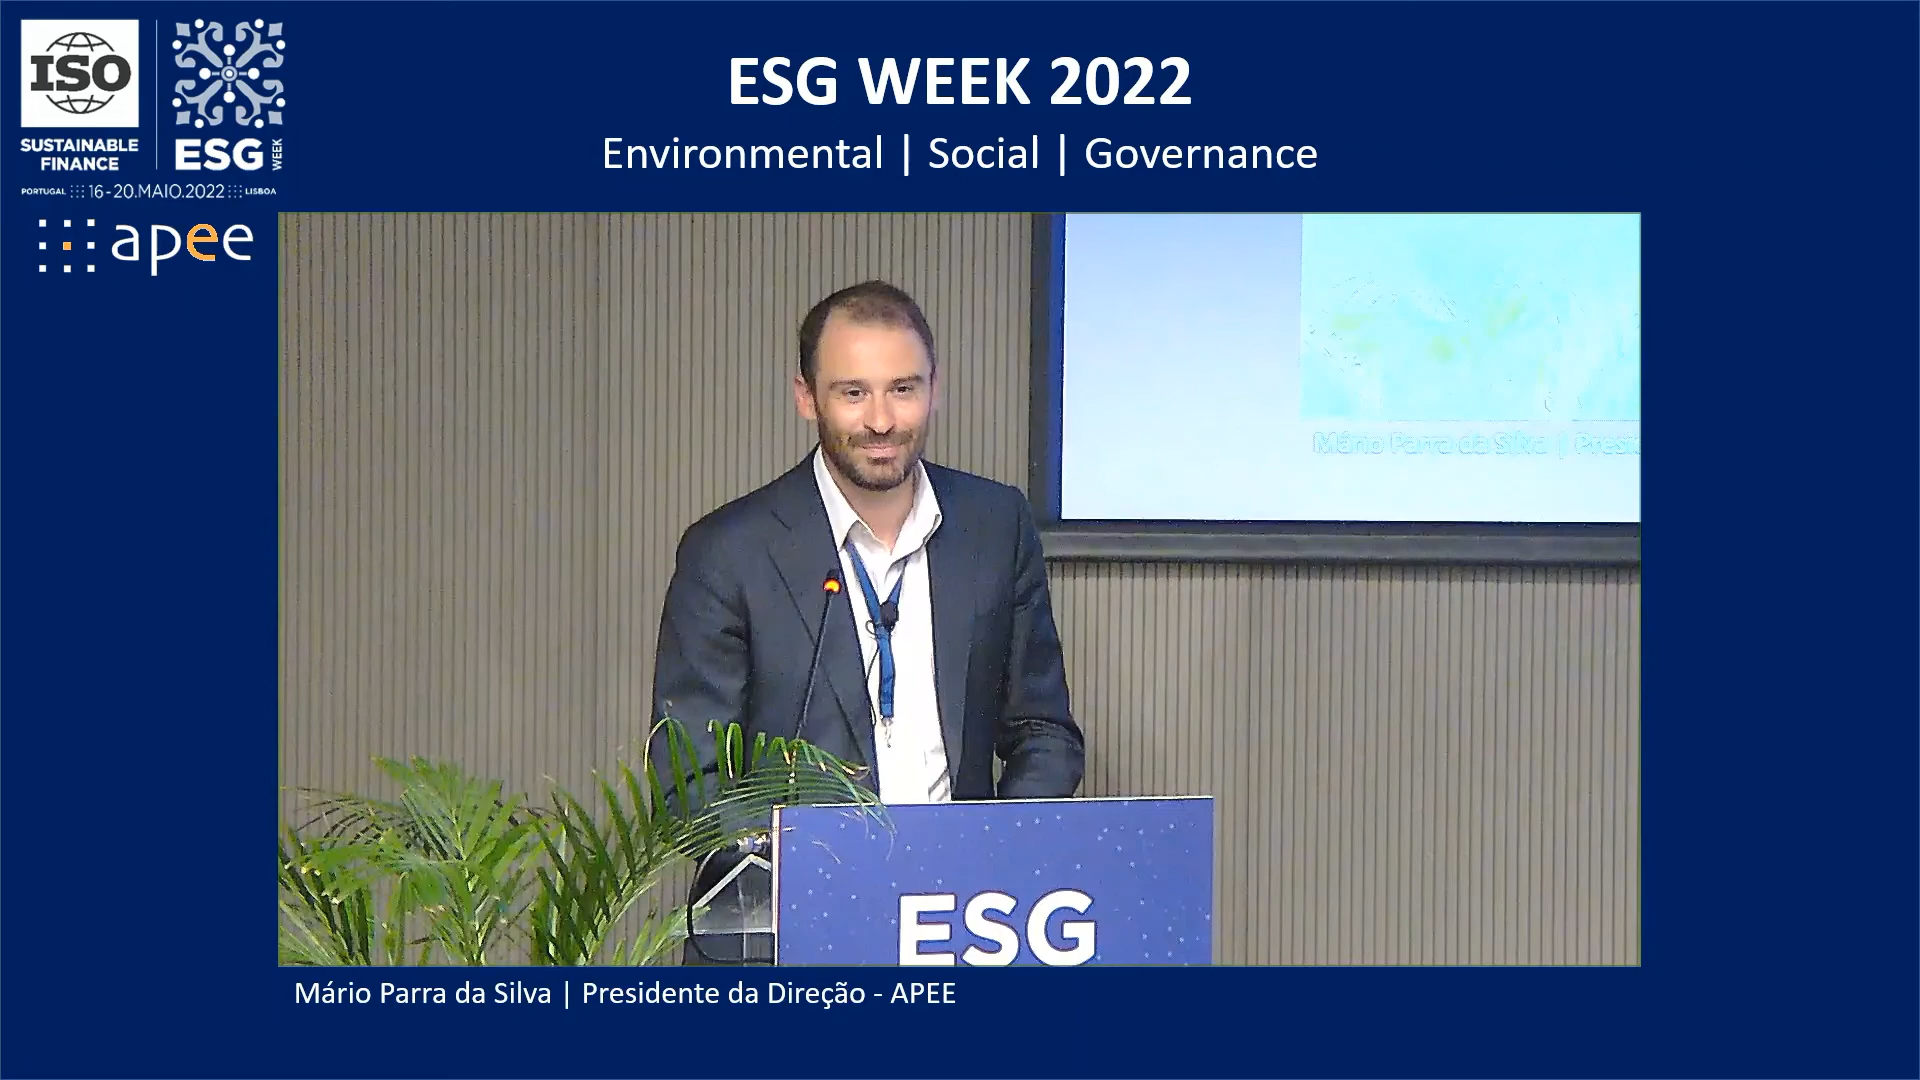 ISO
SUSTAINABLE
FINANCE
ESG
WEEK
PORTUGAL 16-20.MAIO.2022 LISBOA
apee
ESG WEEK 2022
Environmental | Social | Governance
Mário Parra da Silva | Presid
ESG
Mário Parra da Silva | Presidente da Direção - APEE